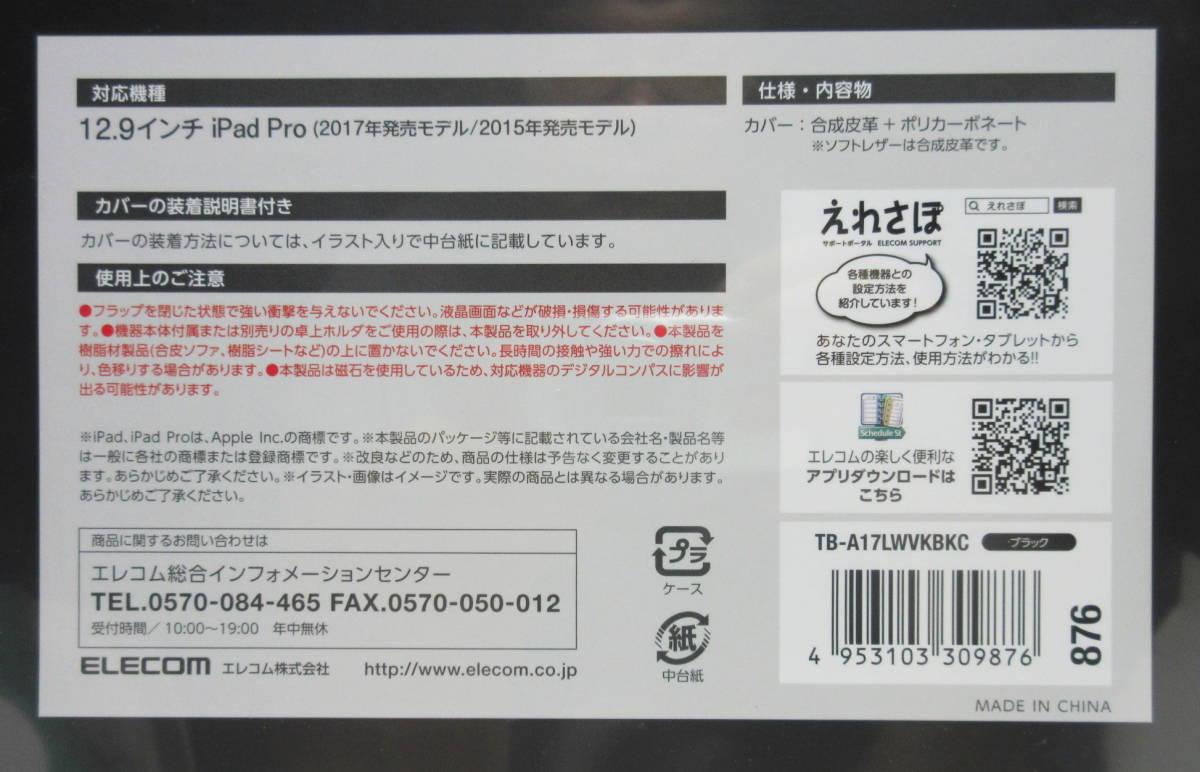 対応機種
12.9インチ iPad Pro (2017年発売モデル/2015年発売モデル)
カバーの装着説明書付き
カバーの装着方法については、イラスト入りで中台紙に記載しています。
使用上のご注意
●フラップを閉じた状態で強い衝撃を与えないでください。液晶画面などが破損・損傷する可能性がありま
す。●機器本体付属または別売りの卓上ホルダをご使用の際は、本製品を取り外してください。●本製品を
樹脂材製品(合皮ソファ、樹脂シートなど)の上に置かないでください。長時間の接触や強い力での擦れによ
り、色移りする場合があります。●本製品は磁石を使用しているため、対応機器のデジタルコンパスに影響が
出る可能性があります。
※iPad、iPad Proは、Apple Inc.の商標です。※本製品のパッケージ等に記載されている会社名・製品名等
は一般に各社の商標または登録商標です。※改良などのため、商品の仕様は予告なく変更することがあり
ます。あらかじめご了承ください。※イラスト・画像はイメージです。実際の商品とは異なる場合があります。
あらかじめご了承ください。
商品に関するお問い合わせは
エレコム総合インフォメーションセンター
TEL.0570-084-465 FAX.0570-050-012
受付時間／10:00〜19:00 年中無休
ELECOM エレコム株式会社 http://www.elecom.co.jp
プラ
ケース
紙
中台紙
仕様・内容物
カバー：合成皮革＋ポリカーボネート
※ソフトレザーは合成皮革です。
えれさぽ
サポートポータル ELECOM SUPPORT
えれさぽ 検索
各種機器との
設定方法を
紹介しています!
あなたのスマートフォン・タブレットから
各種設定方法、使用方法がわかる!!
Schedule St
エレコムの楽しく便利な
アプリダウンロードは
こちら
TB-A17LWVKBKC ブラック
4 953103 309876
876
MADE IN CHINA